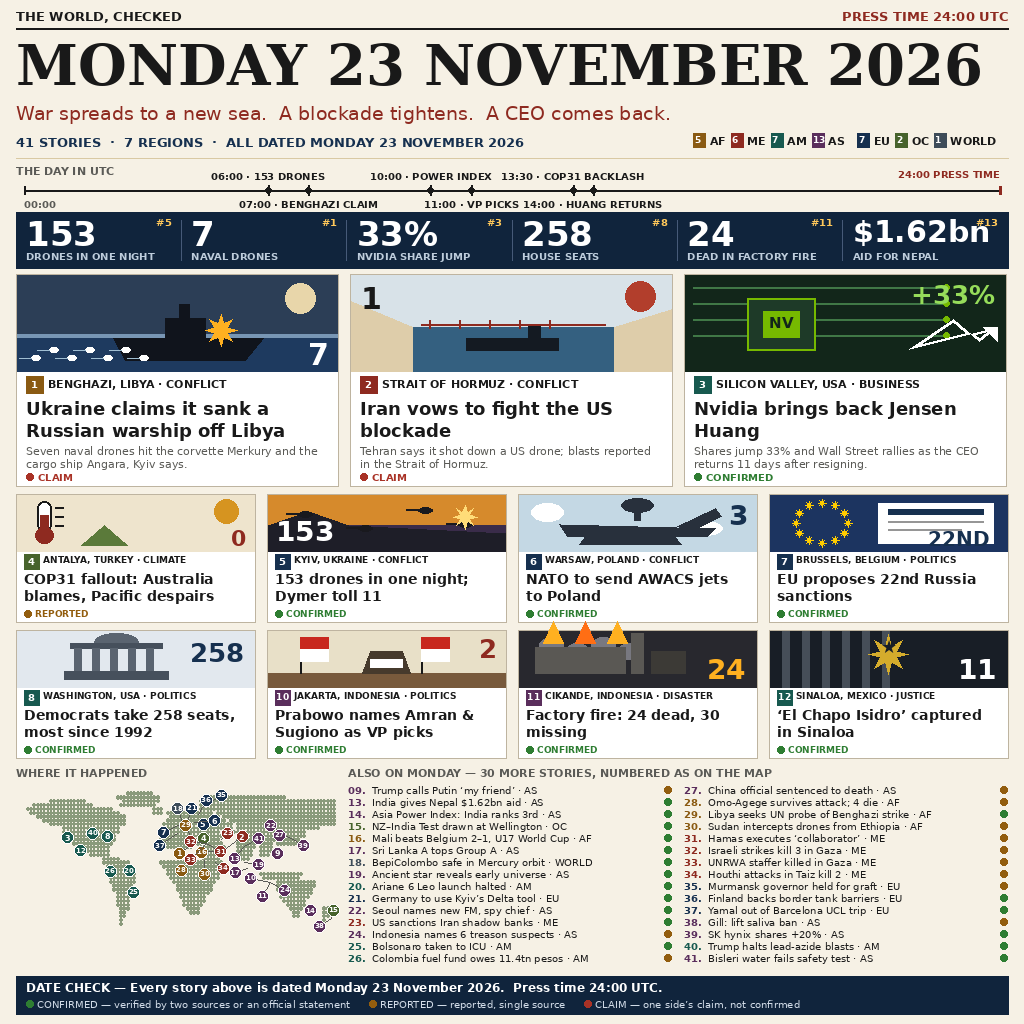 THE WORLD, CHECKED
PRESS TIME 24:00 UTC
MONDAY 23 NOVEMBER 2026
War spreads to a new sea. A blockade tightens. A CEO comes back.
41 STORIES · 7 REGIONS · ALL DATED MONDAY 23 NOVEMBER 2026
5 AF 6 ME 7 AM 13 AS 7 EU 2 OC 1 WORLD
THE DAY IN UTC
06:00 · 153 DRONES
10:00 · POWER INDEX
13:30 · COP31 BACKLASH
24:00 PRESS TIME
00:00
07:00 · BENGHAZI CLAIM
11:00 · VP PICKS
14:00 · HUANG RETURNS
153 #5
DRONES IN ONE NIGHT
7 #1
NAVAL DRONES
33% #3
NVIDIA SHARE JUMP
258 #8
HOUSE SEATS
24 #11
DEAD IN FACTORY FIRE
$1.62bn #13
AID FOR NEPAL
7
1 BENGHAZI, LIBYA · CONFLICT
Ukraine claims it sank a
Russian warship off Libya
Seven naval drones hit the corvette Merkury and the
cargo ship Angara, Kyiv says.
CLAIM
1
2 STRAIT OF HORMUZ · CONFLICT
Iran vows to fight the US
blockade
Tehran says it shot down a US drone; blasts reported
in the Strait of Hormuz.
CLAIM
NV
+33%
3 SILICON VALLEY, USA · BUSINESS
Nvidia brings back Jensen
Huang
Shares jump 33% and Wall Street rallies as the CEO
returns 11 days after resigning.
CONFIRMED
0
4 ANTALYA, TURKEY · CLIMATE
COP31 fallout: Australia
blames, Pacific despairs
REPORTED
153
5 KYIV, UKRAINE · CONFLICT
153 drones in one night;
Dymer toll 11
CONFIRMED
3
6 WARSAW, POLAND · CONFLICT
NATO to send AWACS jets
to Poland
CONFIRMED
22ND
7 BRUSSELS, BELGIUM · POLITICS
EU proposes 22nd Russia
sanctions
CONFIRMED
258
8 WASHINGTON, USA · POLITICS
Democrats take 258 seats,
most since 1992
CONFIRMED
2
10 JAKARTA, INDONESIA · POLITICS
Prabowo names Amran &
Sugiono as VP picks
CONFIRMED
24
11 CIKANDE, INDONESIA · DISASTER
Factory fire: 24 dead, 30
missing
CONFIRMED
11
12 SINALOA, MEXICO · JUSTICE
‘El Chapo Isidro’ captured
in Sinaloa
CONFIRMED
WHERE IT HAPPENED
ALSO ON MONDAY — 30 MORE STORIES, NUMBERED AS ON THE MAP
09. Trump calls Putin ‘my friend’ · AS
13. India gives Nepal $1.62bn aid · AS
14. Asia Power Index: India ranks 3rd · AS
15. NZ–India Test drawn at Wellington · OC
16. Mali beats Belgium 2–1, U17 World Cup · AF
17. Sri Lanka A tops Group A · AS
18. BepiColombo safe in Mercury orbit · WORLD
19. Ancient star reveals early universe · AS
20. Ariane 6 Leo launch halted · AM
21. Germany to use Kyiv’s Delta tool · EU
22. Seoul names new FM, spy chief · AS
23. US sanctions Iran shadow banks · ME
24. Indonesia names 6 treason suspects · AS
25. Bolsonaro taken to ICU · AM
26. Colombia fuel fund owes 11.4tn pesos · AM
27. China official sentenced to death · AS
28. Omo-Agege survives attack; 4 die · AF
29. Libya seeks UN probe of Benghazi strike · AF
30. Sudan intercepts drones from Ethiopia · AF
31. Hamas executes ‘collaborator’ · ME
32. Israeli strikes kill 3 in Gaza · ME
33. UNRWA staffer killed in Gaza · ME
34. Houthi attacks in Taiz kill 2 · ME
35. Murmansk governor held for graft · EU
36. Finland backs border tank barriers · EU
37. Yamal out of Barcelona UCL trip · EU
38. Gill: lift saliva ban · AS
39. SK hynix shares +20% · AS
40. Trump halts lead-azide blasts · AM
41. Bisleri water fails safety test · AS
DATE CHECK — Every story above is dated Monday 23 November 2026. Press time 24:00 UTC.
CONFIRMED — verified by two sources or an official statement
REPORTED — reported, single source
CLAIM — one side’s claim, not confirmed